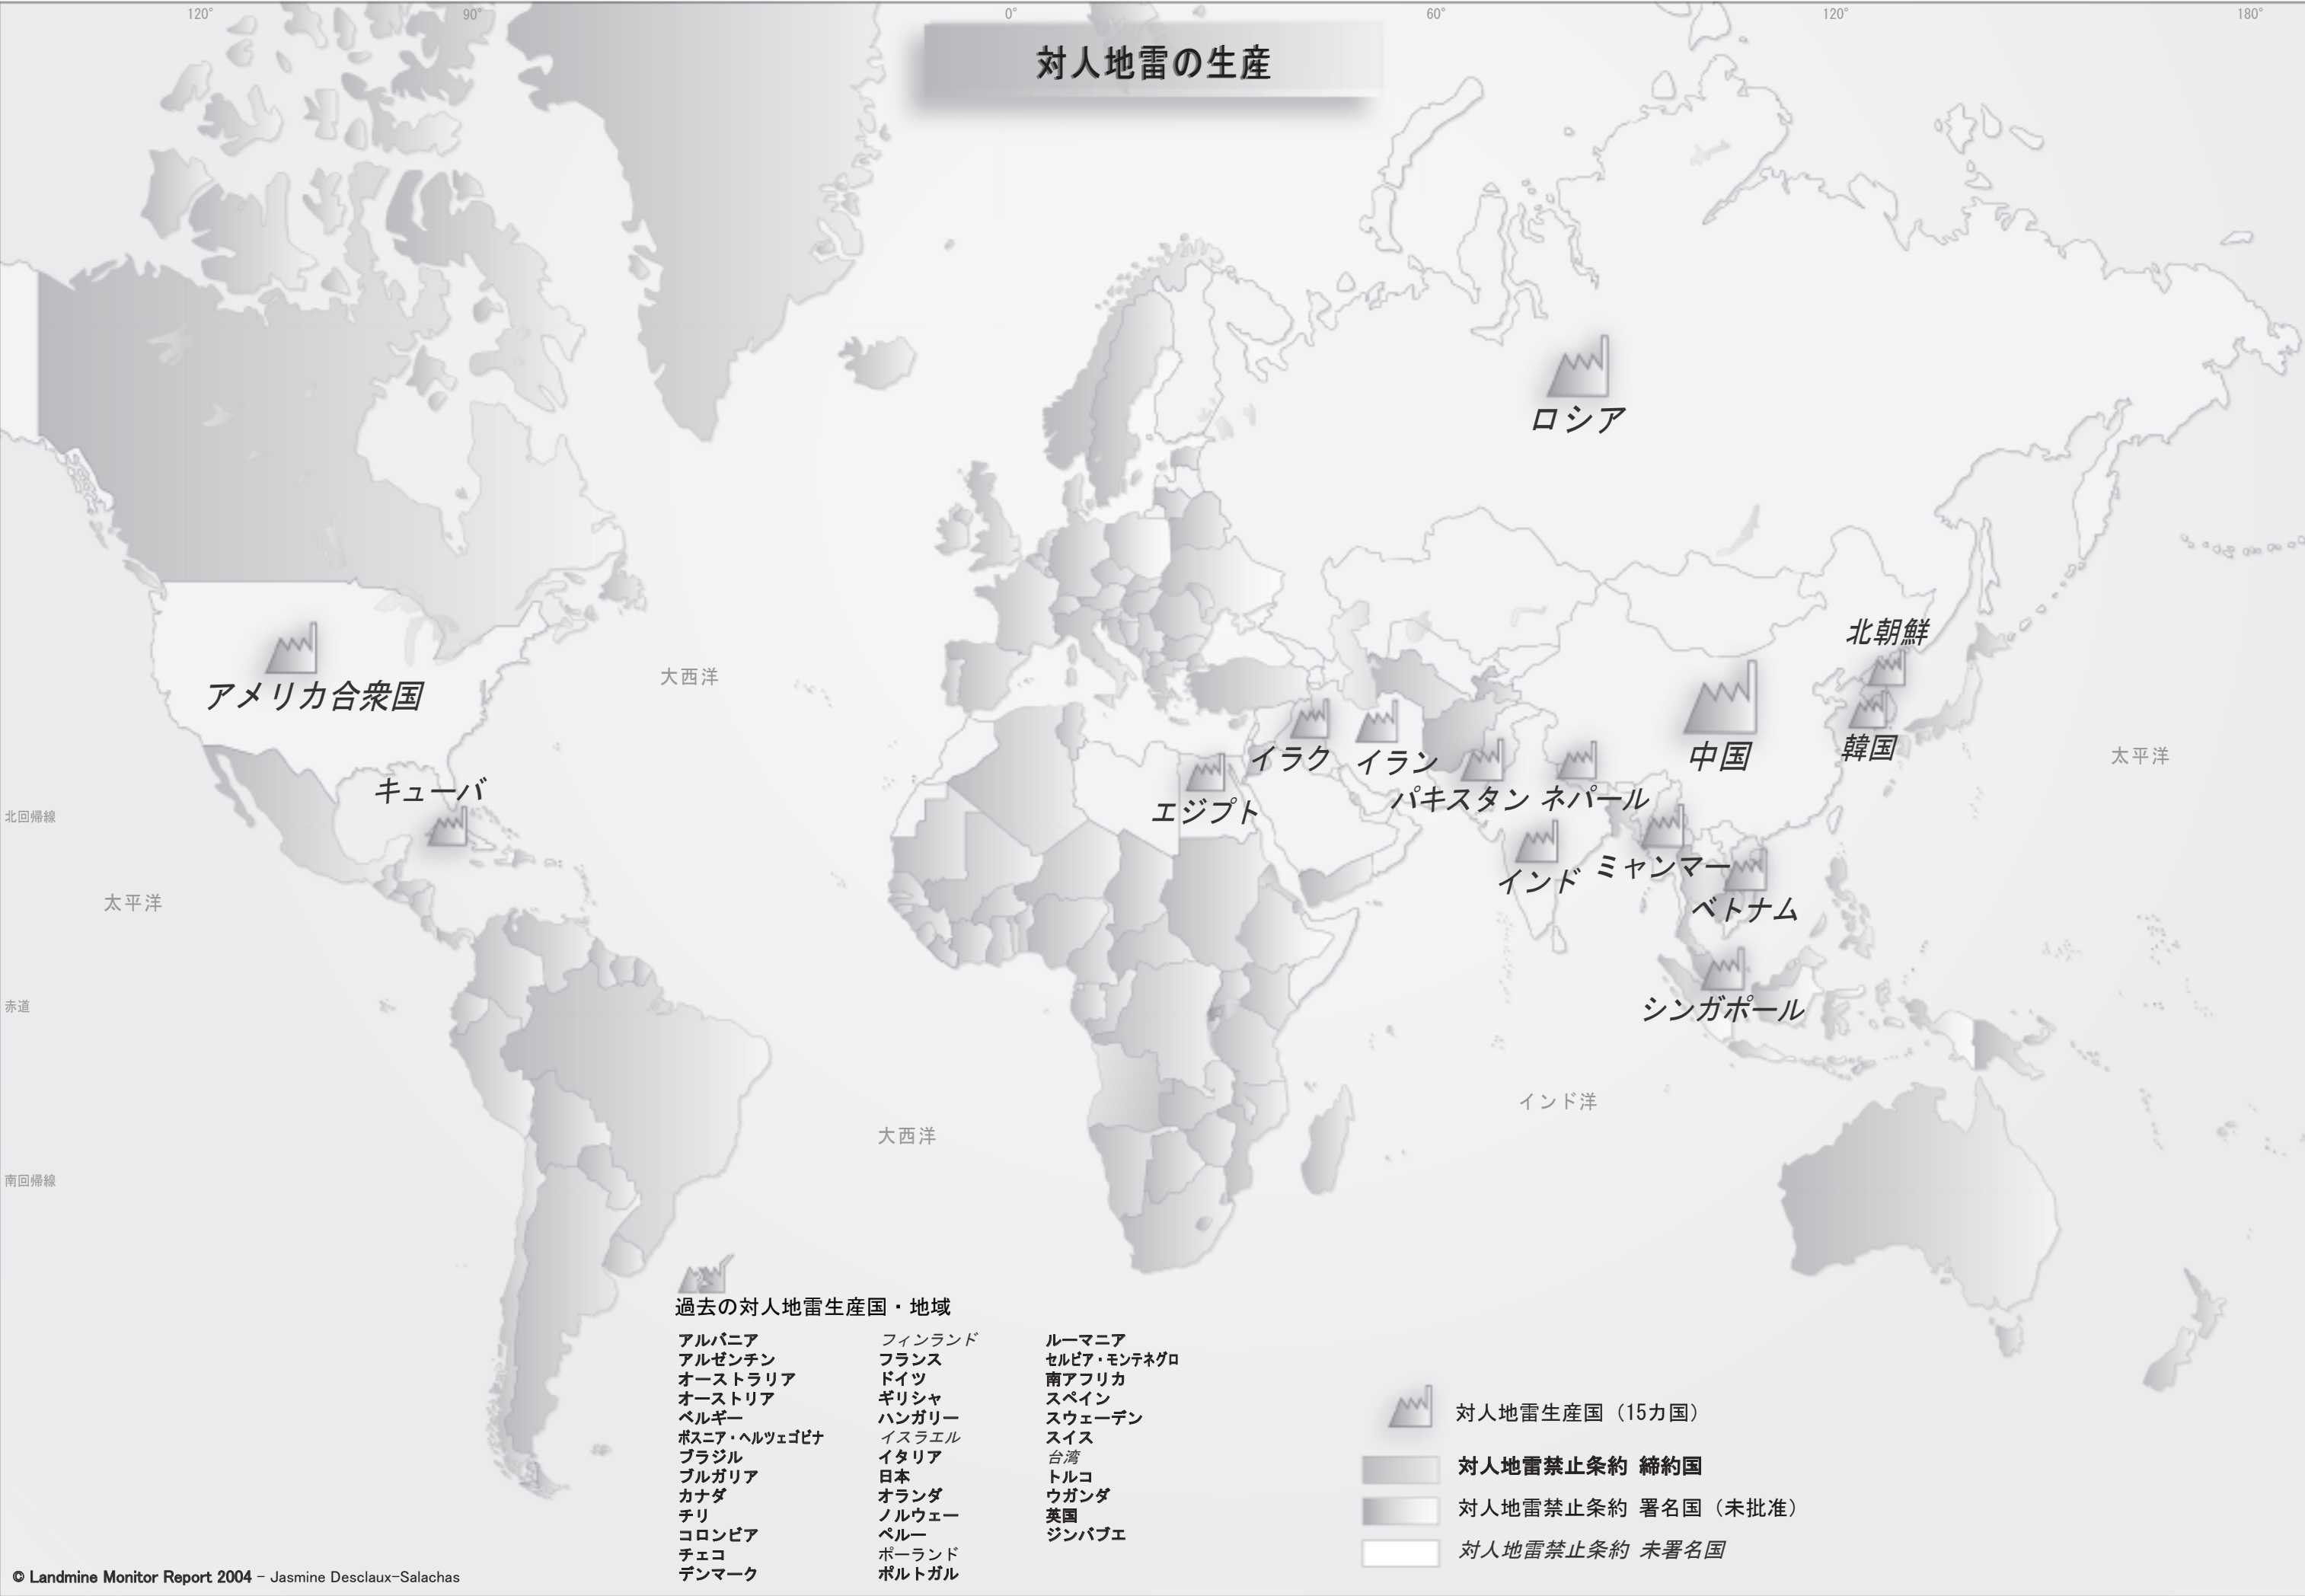 120°
90°
0°
60°
120°
180°
対人地雷の生産
ロシア
北朝鮮
アメリカ合衆国
大西洋
イラク
イラン
中国
韓国
太平洋
キューバ
エジプト
パキスタン
ネパール
北回帰線
インド
ミャンマー
太平洋
ベトナム
赤道
シンガポール
インド洋
大西洋
南回帰線
過去の対人地雷生産国・地域
アルバニア
アルゼンチン
オーストラリア
オーストリア
ベルギー
ボスニア・ヘルツェゴビナ
ブラジル
ブルガリア
カナダ
チリ
コロンビア
チェコ
デンマーク
フィンランド
フランス
ドイツ
ギリシャ
ハンガリー
イスラエル
イタリア
日本
オランダ
ノルウェー
ペルー
ポーランド
ポルトガル
ルーマニア
セルビア・モンテネグロ
南アフリカ
スペイン
スウェーデン
スイス
台湾
トルコ
ウガンダ
英国
ジンバブエ
対人地雷生産国（15カ国）
対人地雷禁止条約 締約国
対人地雷禁止条約 署名国（未批准）
対人地雷禁止条約 未署名国
© Landmine Monitor Report 2004 - Jasmine Desclaux-Salachas